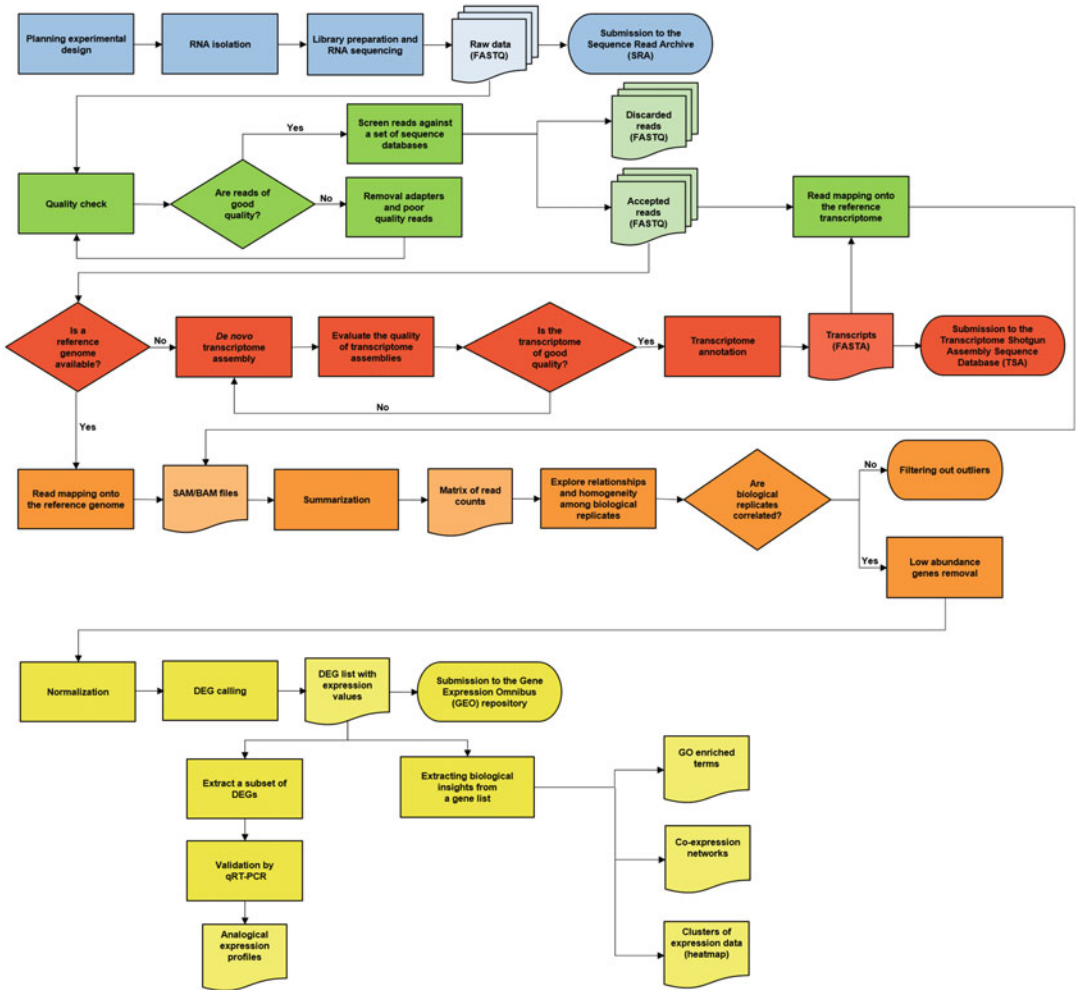 Planning experimental
design
RNA isolation
Library preparation and
RNA sequencing
Raw data
(FASTQ)
Submission to the
Sequence Read Archive
(SRA)
Yes
Screen reads against
a set of sequence
databases
Discarded
reads
(FASTQ)
Quality check
Are reads of
good
quality?
No
Removal adapters
and poor
quality reads
Accepted
reads
(FASTQ)
Read mapping onto
the reference
transcriptome
Is a
reference
genome
available?
No
De novo
transcriptome
assembly
Evaluate the quality
of transcriptome
assemblies
Is the
transcriptome
of good
quality?
Yes
Transcriptome
annotation
Transcripts
(FASTA)
Submission to the
Transcriptome Shotgun
Assembly Sequence
Database (TSA)
No
Yes
Read mapping onto
the reference genome
SAM/BAM files
Summarization
Matrix of read
counts
Explore relationships
and homogeneity
among biological
replicates
Are
biological
replicates
correlated?
No
Filtering out outliers
Yes
Low abundance
genes removal
Normalization
DEG calling
DEG list with
expression
values
Submission to the Gene
Expression Omnibus
(GEO) repository
Extract a subset of
DEGs
Extracting biological
insights from
a gene list
GO enriched
terms
Validation by
qRT-PCR
Co-expression
networks
Analogical
expression
profiles
Clusters of
expression data
(heatmap)